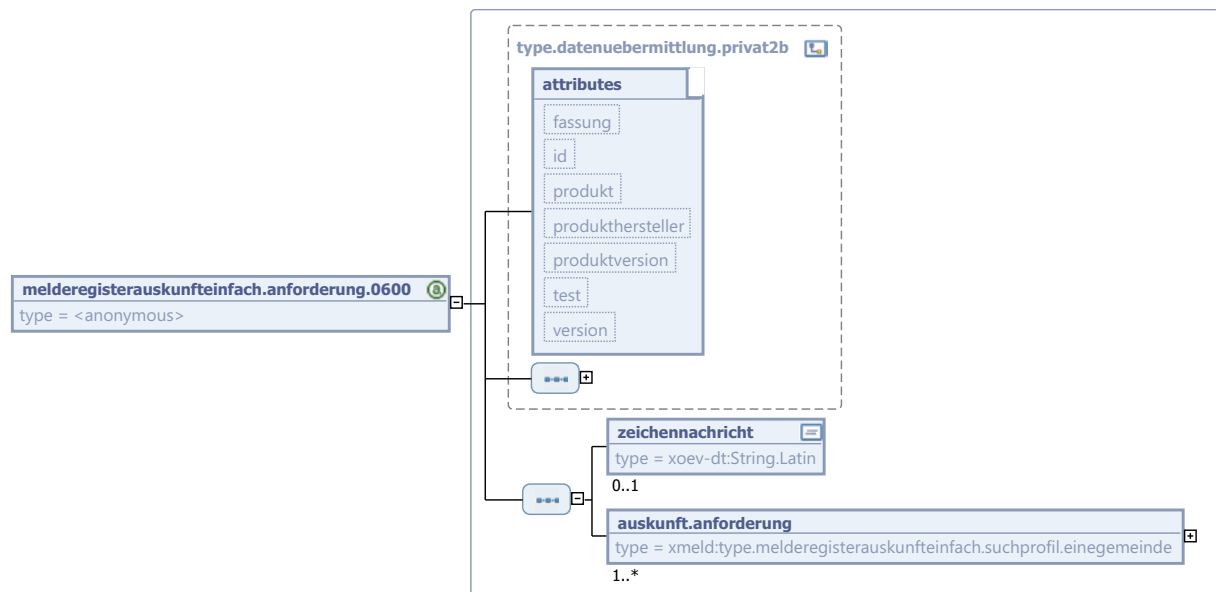 type.datenuebermittlung.privat2b
attributes
fassung
id
produkt
produkthersteller
produktversion
test
version
melderegisterauskunfteinfach.anforderung.0600
type = <anonymous>
zeichennachricht
type = xoev-dt:String.Latin
0..1
auskunft.anforderung
type = xmeld:type.melderegisterauskunfteinfach.suchprofil.einegemeinde
1..*